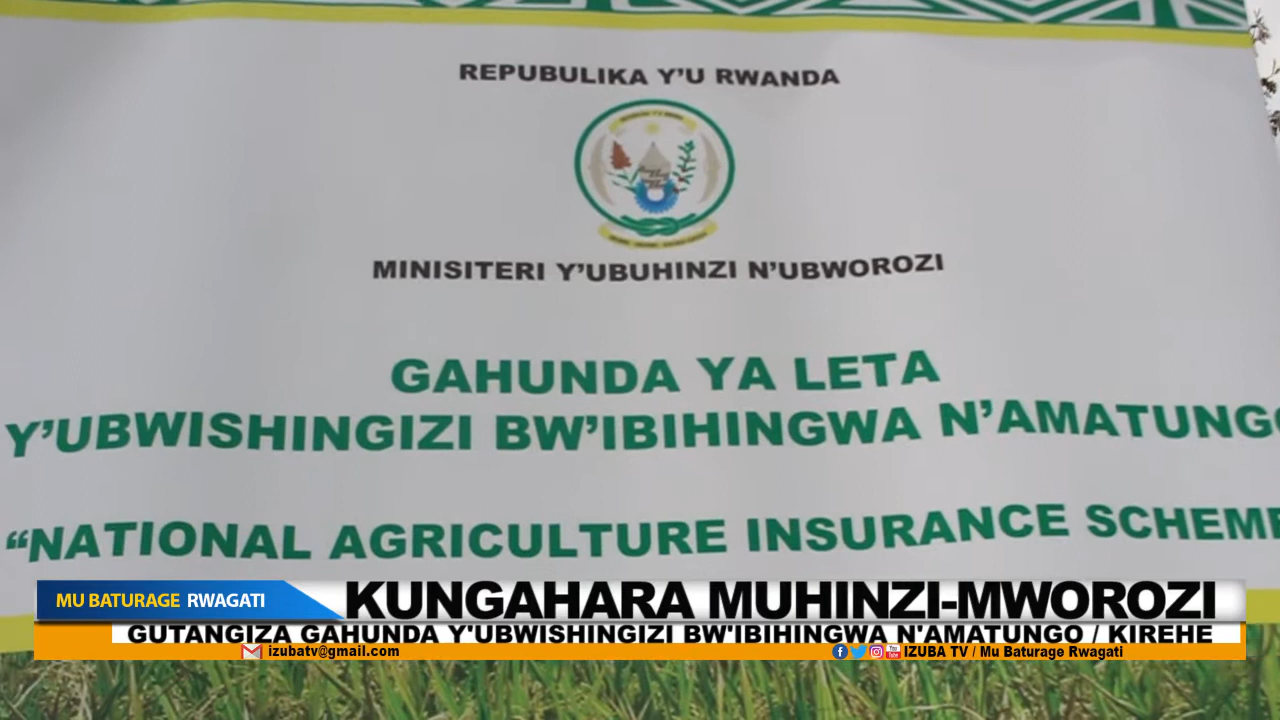 REPUBULIKA Y'U RWANDA
MINISITERI Y'UBUHINZI N'UBWOROZI
GAHUNDA YA LETA
Y'UBWISHINGIZI BW'IBIHINGWA N'AMATUNGO
“NATIONAL AGRICULTURE INSURANCE SCHEME
MU BATURAGE RWAGATI
KUNGAHARA MUHINZI-MWOROZI
GUTANGIZA GAHUNDA Y'UBWISHINGIZI BW'IBIHINGWA N'AMATUNGO / KIREHE
izubatv@gmail.com
IZUBA TV / Mu Baturage Rwagati